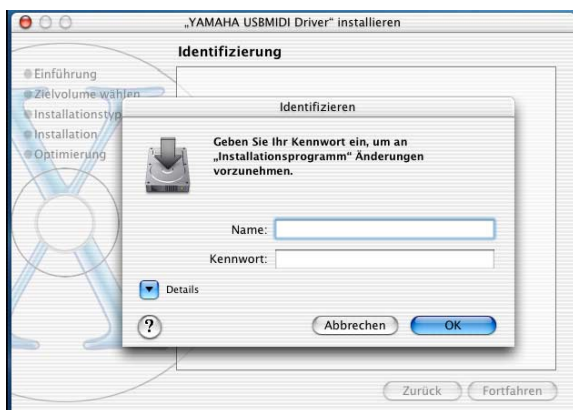 „YAMAHA USBMIDI Driver“ installieren
Identifizierung
Einführung
Zielvolume wählen
Installationstyp
Installation
Optimierung
Identifizieren
Geben Sie Ihr Kennwort ein, um an
„Installationsprogramm“ Änderungen
vorzunehmen.
Name:
Kennwort:
Details
?
Abbrechen
OK
Zurück
Fortfahren